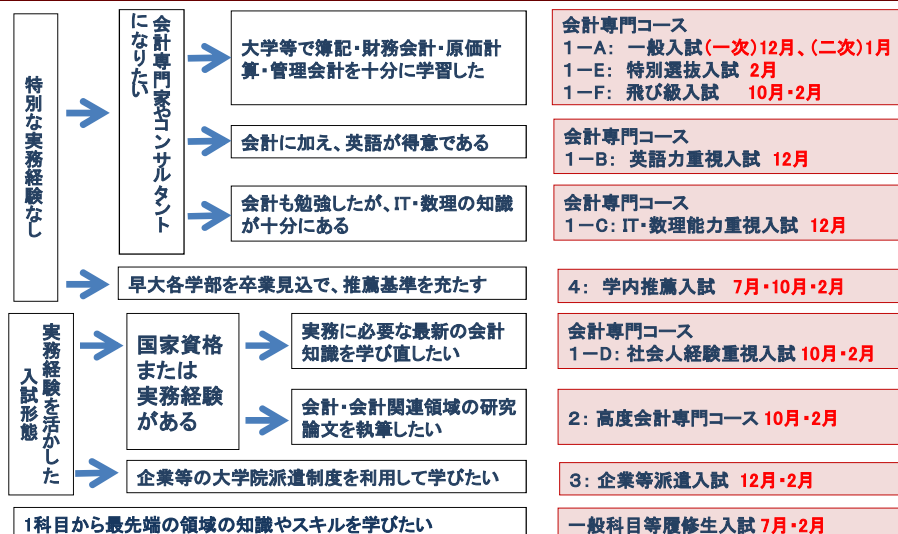 特別な実務経験なし
会計専門家やコンサルタント
になりたい
大学等で簿記・財務会計・原価計
算・管理会計を十分に学習した
会計専門コース
1－A： 一般入試(一次)12月、(二次)1月
1－E： 特別選抜入試 2月
1－F： 飛び級入試 10月・2月
会計に加え、英語が得意である
会計専門コース
1－B： 英語力重視入試 12月
会計も勉強したが、IT・数理の知識
が十分にある
会計専門コース
1－C：IT・数理能力重視入試 12月
早大各学部を卒業見込で、推薦基準を充たす
4： 学内推薦入試 7月・10月・2月
実務経験を活かした
入試形態
国家資格
または
実務経験
がある
実務に必要な最新の会計
知識を学び直したい
会計専門コース
1－D：社会人経験重視入試 10月・2月
会計・会計関連領域の研究
論文を執筆したい
2：高度会計専門コース 10月・2月
企業等の大学院派遣制度を利用して学びたい
3：企業等派遣入試 12月・2月
1科目から最先端の領域の知識やスキルを学びたい
一般科目等履修生入試 7月・2月